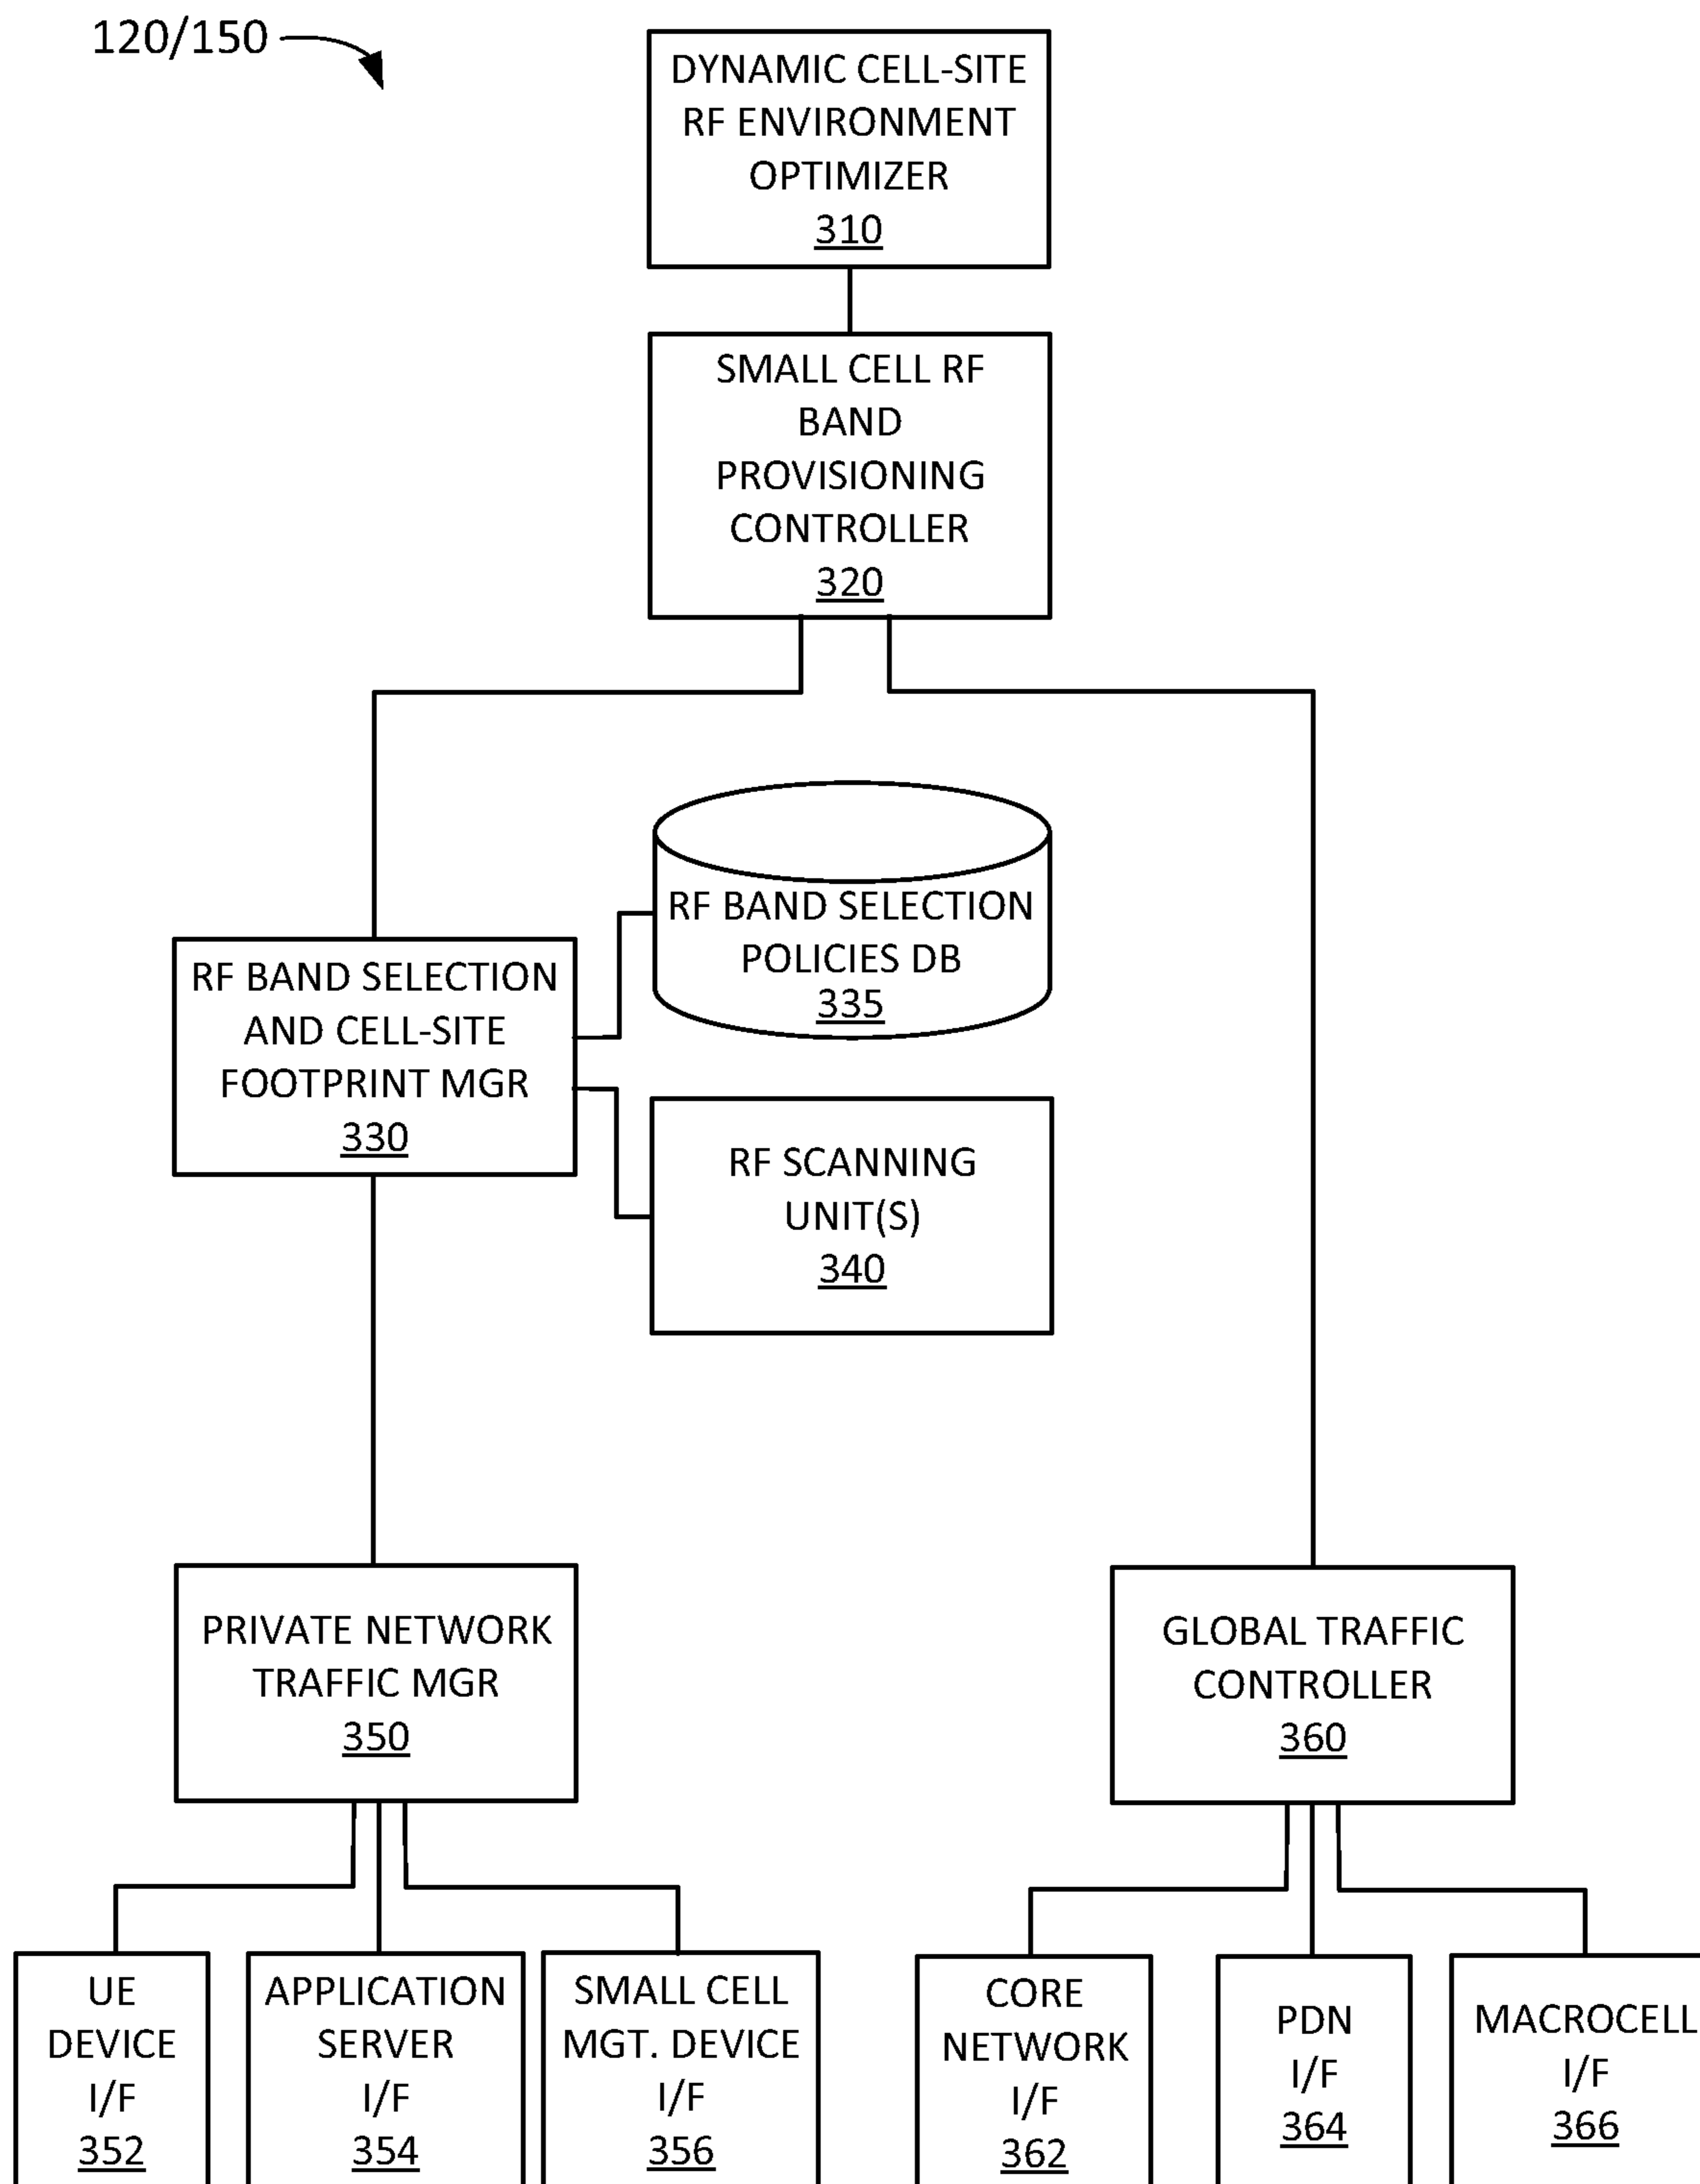 120/150
DYNAMIC CELL-SITE
RF ENVIRONMENT
OPTIMIZER
310
SMALL CELL RF
BAND
PROVISIONING
CONTROLLER
320
RF BAND SELECTION
POLICIES DB
335
RF BAND SELECTION
AND CELL-SITE
FOOTPRINT MGR
330
RF SCANNING
UNIT(S)
340
PRIVATE NETWORK
TRAFFIC MGR
350
GLOBAL TRAFFIC
CONTROLLER
360
UE
DEVICE
I/F
352
APPLICATION
SERVER
I/F
354
SMALL CELL
MGT. DEVICE
I/F
356
CORE
NETWORK
I/F
362
PDN
I/F
364
MACROCELL
I/F
366